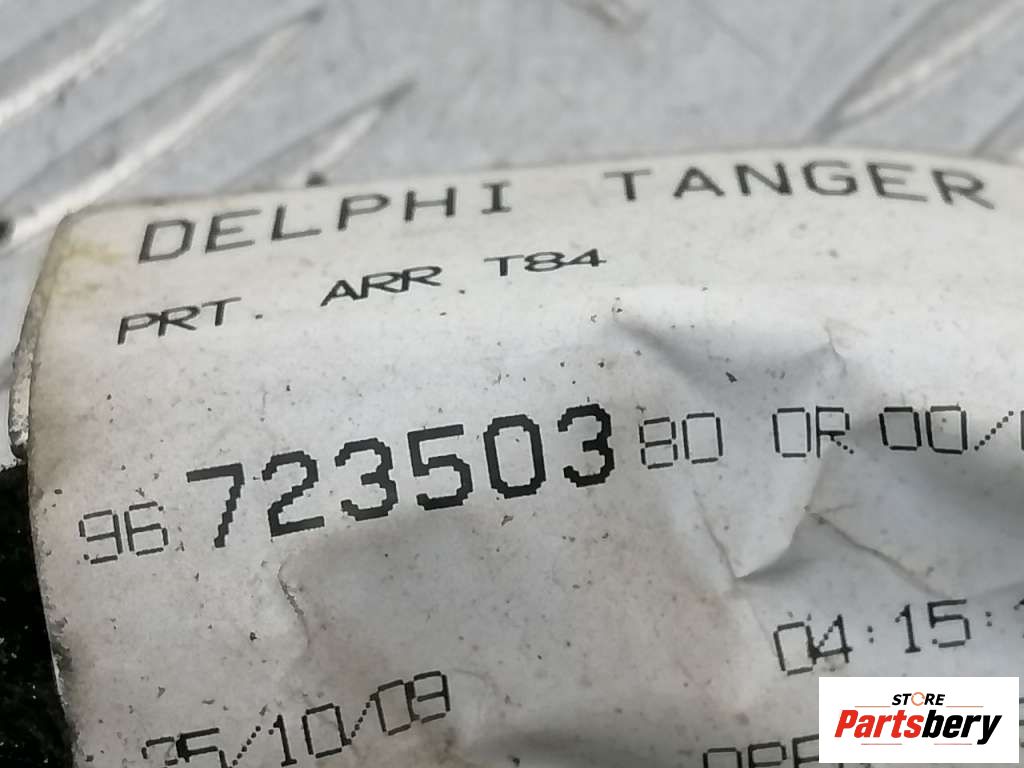 DELPHI TANGER
PRT. ARR. T84
96 723503 80 0R 00/
04:15:
25/10/09
STORE
Partsbery